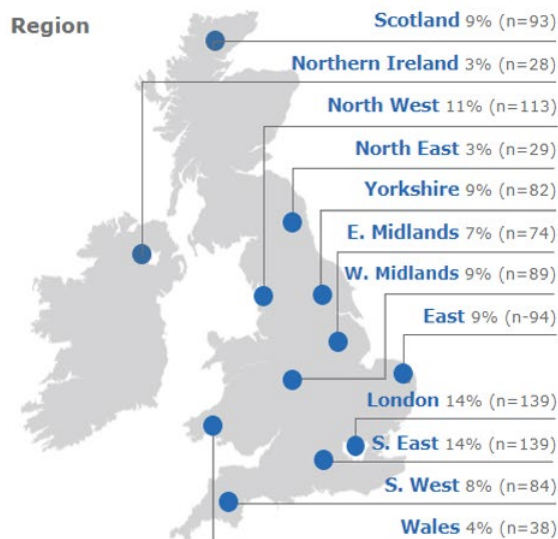 Region
Scotland 9% (n=93)
Northern Ireland 3% (n=28)
North West 11% (n=113)
North East 3% (n=29)
Yorkshire 9% (n=82)
E. Midlands 7% (n=74)
W. Midlands 9% (n=89)
East 9% (n-94)
London 14% (n=139)
S. East 14% (n=139)
S. West 8% (n=84)
Wales 4% (n=38)